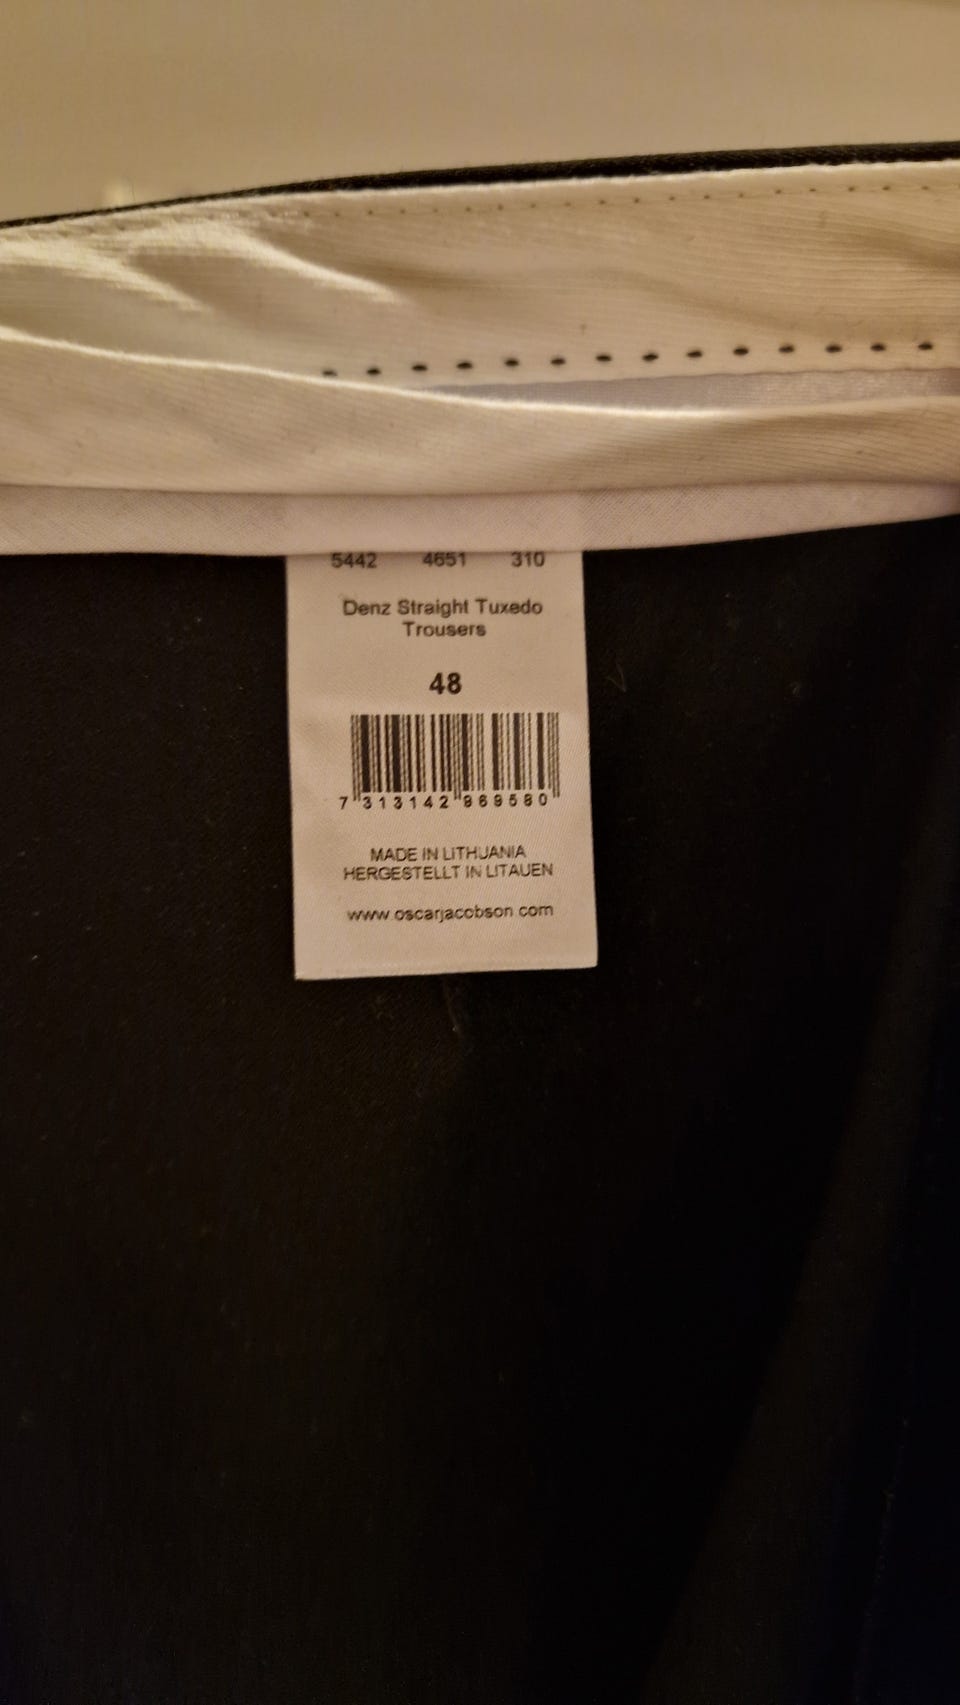 5442 4651 310
Denz Straight Tuxedo
Trousers
48
7 313142 969580
MADE IN LITHUANIA
HERGESTELLT IN LITAUEN
www.oscarjacobson.com